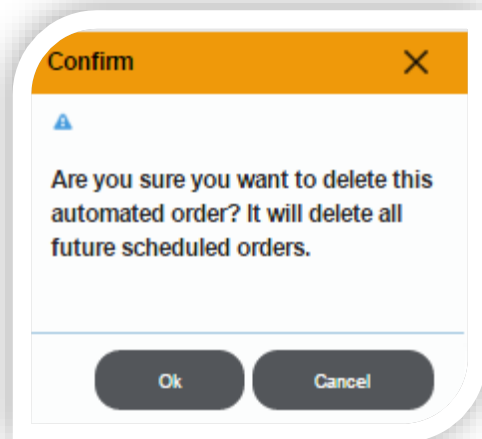 Confirm
Are you sure you want to delete this
automated order? It will delete all
future scheduled orders.
Ok
Cancel